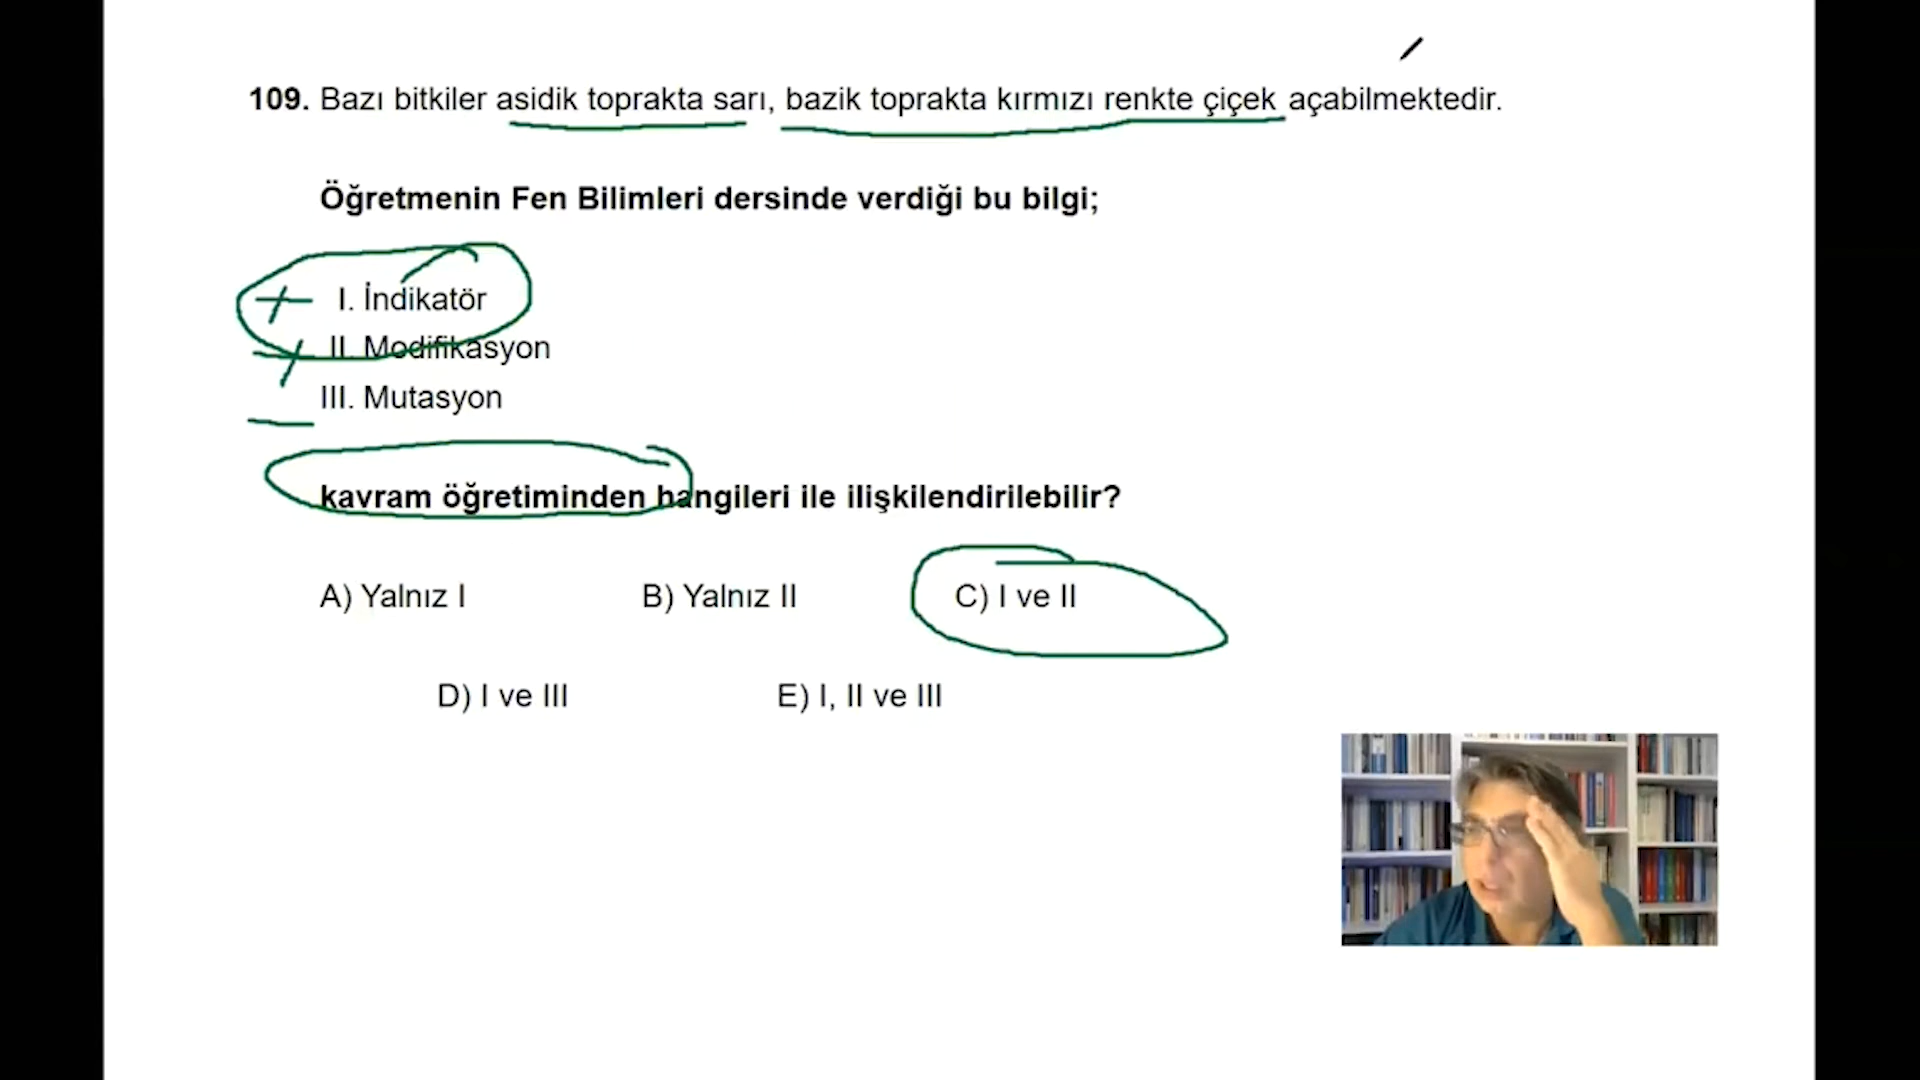 109. Bazı bitkiler asidik toprakta sarı, bazik toprakta kırmızı renkte çiçek açabilmektedir.
Öğretmenin Fen Bilimleri dersinde verdiği bu bilgi;
I. İndikatör
II. Modifikasyon
III. Mutasyon
kavram öğretiminden hangileri ile ilişkilendirilebilir?
A) Yalnız I B) Yalnız II C) I ve II
D) I ve III E) I, II ve III